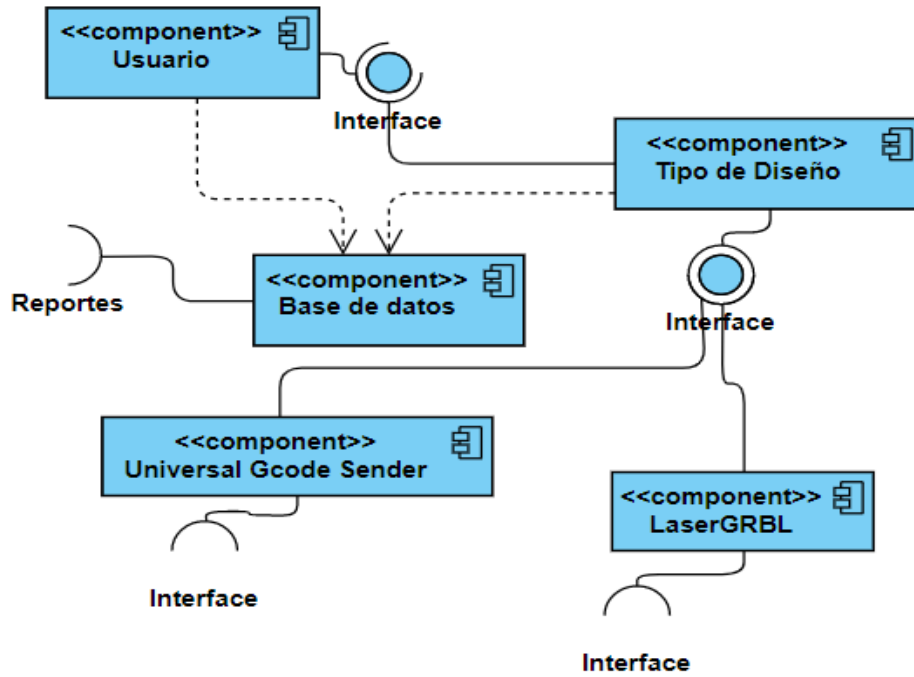 <<component>>
Usuario
Interface
<<component>>
Tipo de Diseño
<<component>>
Base de datos
Reportes
Interface
<<component>>
Universal Gcode Sender
<<component>>
LaserGRBL
Interface
Interface